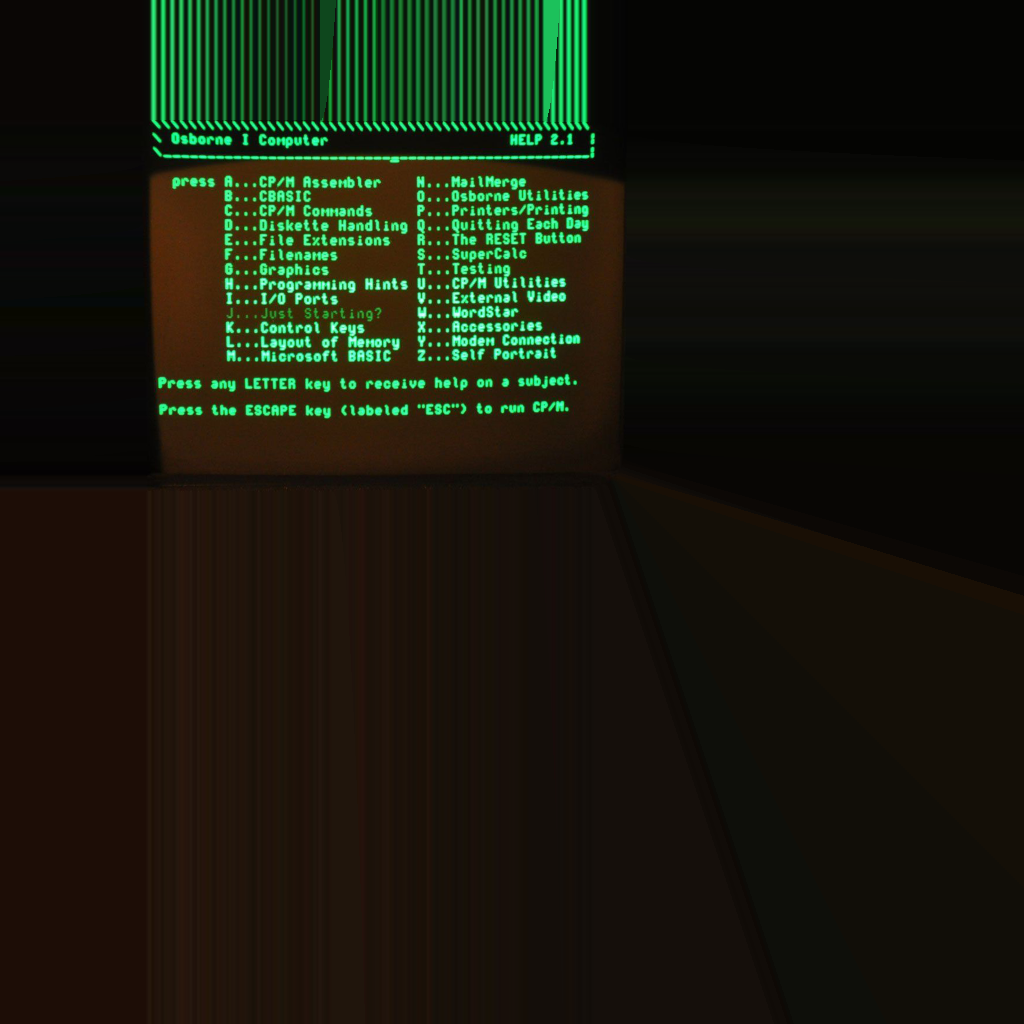 Osborne I Computer HELP 2.1
press A...CP/M Assembler N...MailMerge
B...CBASIC O...Osborne Utilities
C...CP/M Commands P...Printers/Printing
D...Diskette Handling Q...Quitting Each Day
E...File Extensions R...The RESET Button
F...Filenames S...SuperCalc
G...Graphics T...Testing
H...Programming Hints U...CP/M Utilities
I...I/O Ports V...External Video
J...Just Starting? W...WordStar
K...Control Keys X...Accessories
L...Layout of Memory Y...Modem Connection
M...Microsoft BASIC Z...Self Portrait
Press any LETTER key to receive help on a subject.
Press the ESCAPE key (labeled "ESC") to run CP/M.